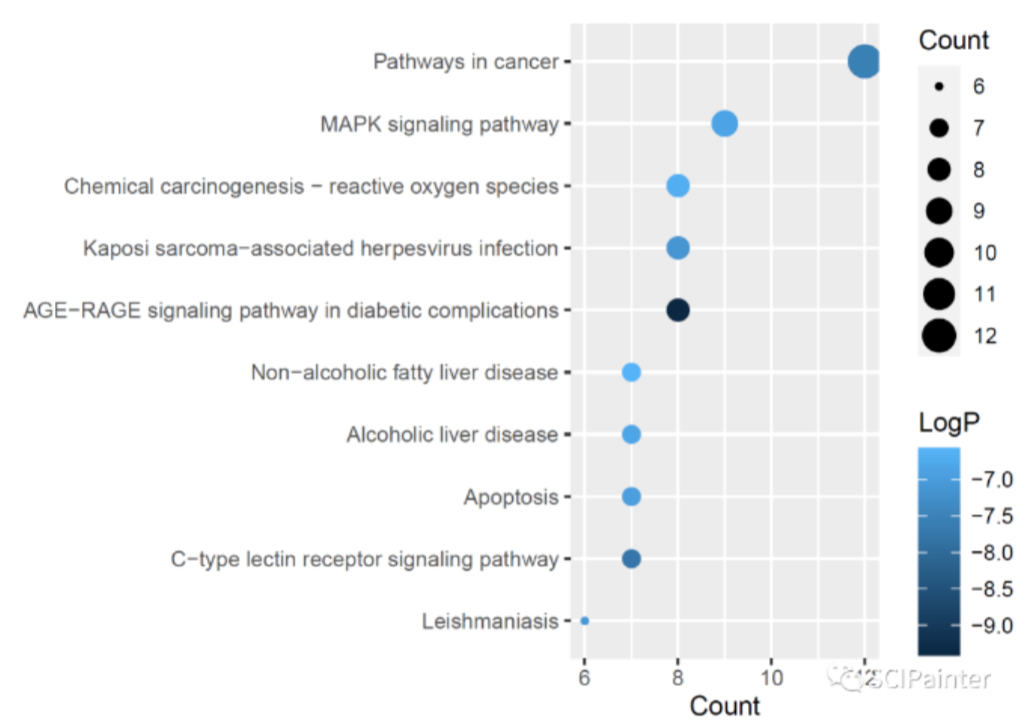 Pathways in cancer
MAPK signaling pathway
Chemical carcinogenesis − reactive oxygen species
Kaposi sarcoma−associated herpesvirus infection
AGE−RAGE signaling pathway in diabetic complications
Non−alcoholic fatty liver disease
Alcoholic liver disease
Apoptosis
C−type lectin receptor signaling pathway
Leishmaniasis
6 8 10 12
Count
Count
6
7
8
9
10
11
12
LogP
−7.0
−7.5
−8.0
−8.5
−9.0
SCIPainter